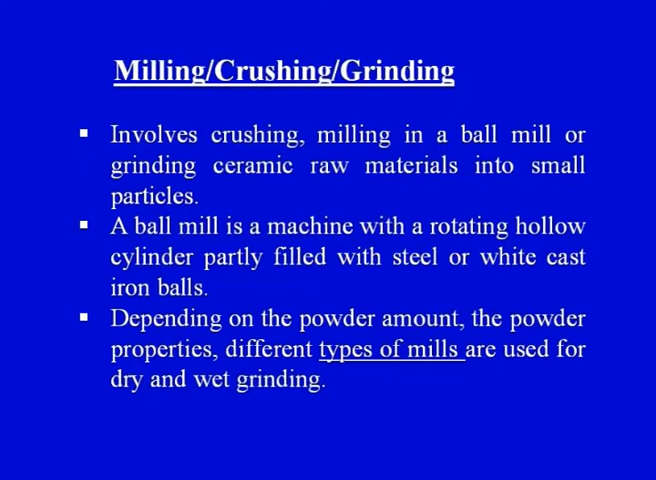 Milling/Crushing/Grinding
▪ Involves crushing, milling in a ball mill or
grinding ceramic raw materials into small
particles.
▪ A ball mill is a machine with a rotating hollow
cylinder partly filled with steel or white cast
iron balls.
▪ Depending on the powder amount, the powder
properties, different types of mills are used for
dry and wet grinding.